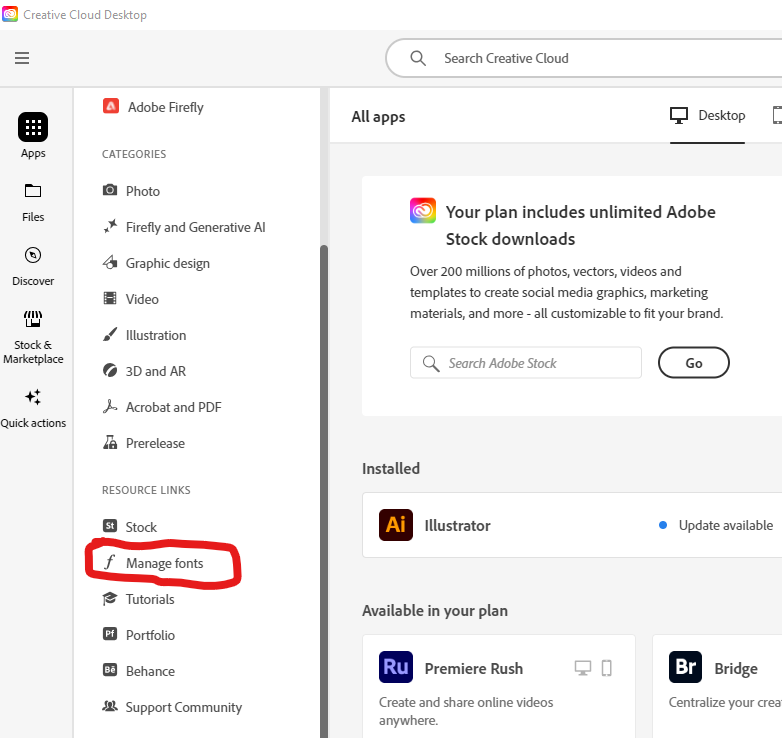 Creative Cloud Desktop
Search Creative Cloud
Apps
Files
Discover
Stock &
Marketplace
Quick actions
Adobe Firefly
CATEGORIES
Photo
Firefly and Generative AI
Graphic design
Video
Illustration
3D and AR
Acrobat and PDF
Prerelease
RESOURCE LINKS
St Stock
f Manage fonts
Tutorials
Pf Portfolio
Bē Behance
Support Community
All apps
Desktop
Your plan includes unlimited Adobe
Stock downloads
Over 200 millions of photos, vectors, videos and
templates to create social media graphics, marketing
materials, and more - all customizable to fit your brand.
Search Adobe Stock
Go
Installed
Ai Illustrator
Update available
Available in your plan
Ru Premiere Rush
Create and share online videos
anywhere.
Br Bridge
Centralize your crea